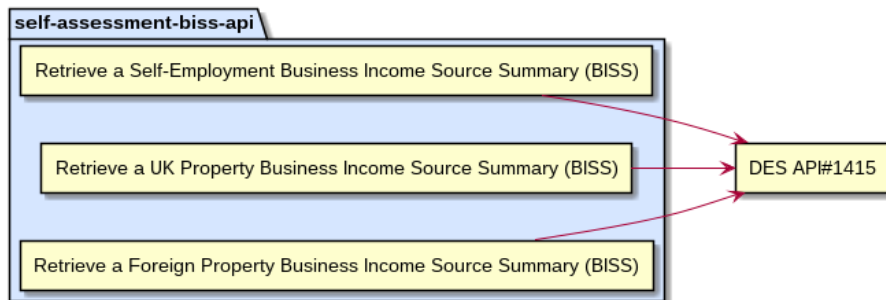 self-assessment-biss-api
Retrieve a Self-Employment Business Income Source Summary (BISS)
Retrieve a UK Property Business Income Source Summary (BISS)
DES API#1415
Retrieve a Foreign Property Business Income Source Summary (BISS)